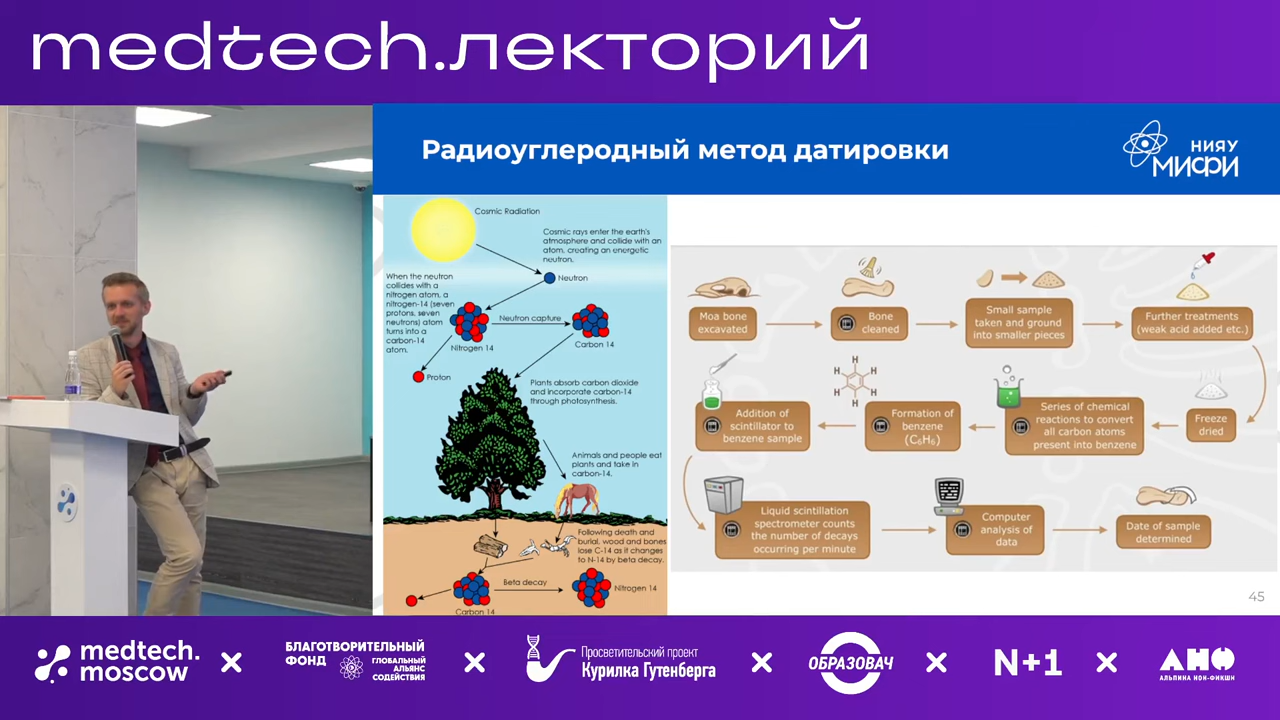 medtech.лекторий
Радиоуглеродный метод датировки
НИЯУ
МИФИ
Cosmic Radiation
Cosmic rays enter the earth's
atmosphere and collide with an
atom, creating an energetic
neutron.
Neutron
When the neutron
collides with a
nitrogen atom, a
nitrogen-14 (seven
protons, seven
neutrons) atom
turns into a
carbon-14
atom.
Neutron capture
Nitrogen 14
Carbon 14
Proton
Plants absorb carbon dioxide
and incorporate carbon-14
through photosynthesis.
Animals and people eat
plants and take in
carbon-14.
Following death and
burial, wood and bones
lose C-14 as it changes
to N-14 by beta decay.
Beta decay
Nitrogen 14
Carbon 14
Moa bone
excavated
Bone
cleaned
Small sample
taken and ground
into smaller pieces
Further treatments
(weak acid added etc.)
Freeze
dried
Series of chemical
reactions to convert
all carbon atoms
present into benzene
H
H
H
H
H
H
Formation of
benzene
(C₆H₆)
Addition of
scintillator to
benzene sample
Liquid scintillation
spectrometer counts
the number of decays
occurring per minute
Computer
analysis of
data
Date of sample
determined
45
medtech.
moscow
БЛАГОТВОРИТЕЛЬНЫЙ
ФОНД
ГЛОБАЛЬНЫЙ
АЛЬЯНС
СОДЕЙСТВИЯ
Просветительский проект
Курилка Гутенберга
ОБРАЗОВАЧ
N+1
АНФ
АЛЬПИНА НОН-ФИКШН